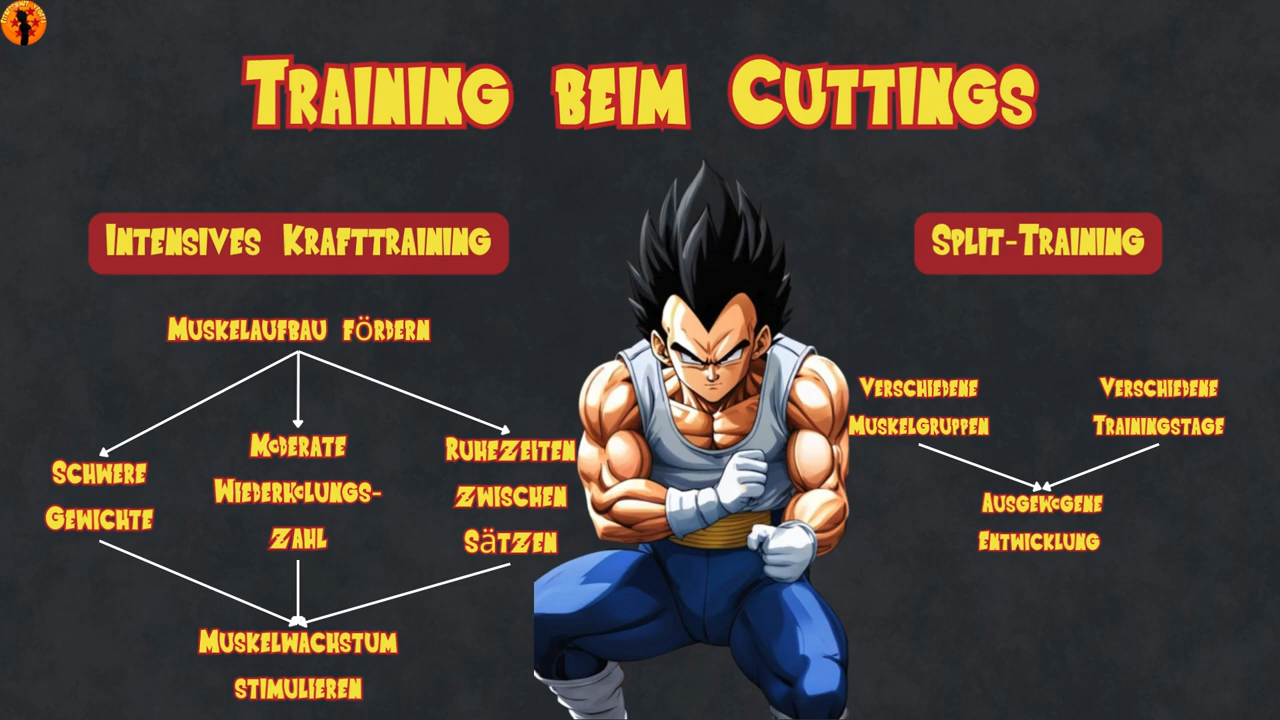 Training beim Cuttings
Intensives Krafttraining
Muskelaufbau fördern
Schwere
Gewichte
Moderate
Wiederholungs-
zahl
Ruhezeiten
zwischen
Sätzen
Muskelwachstum
stimulieren
Split-Training
Verschiedene
Muskelgruppen
Verschiedene
Trainingstage
Ausgewogene
Entwicklung